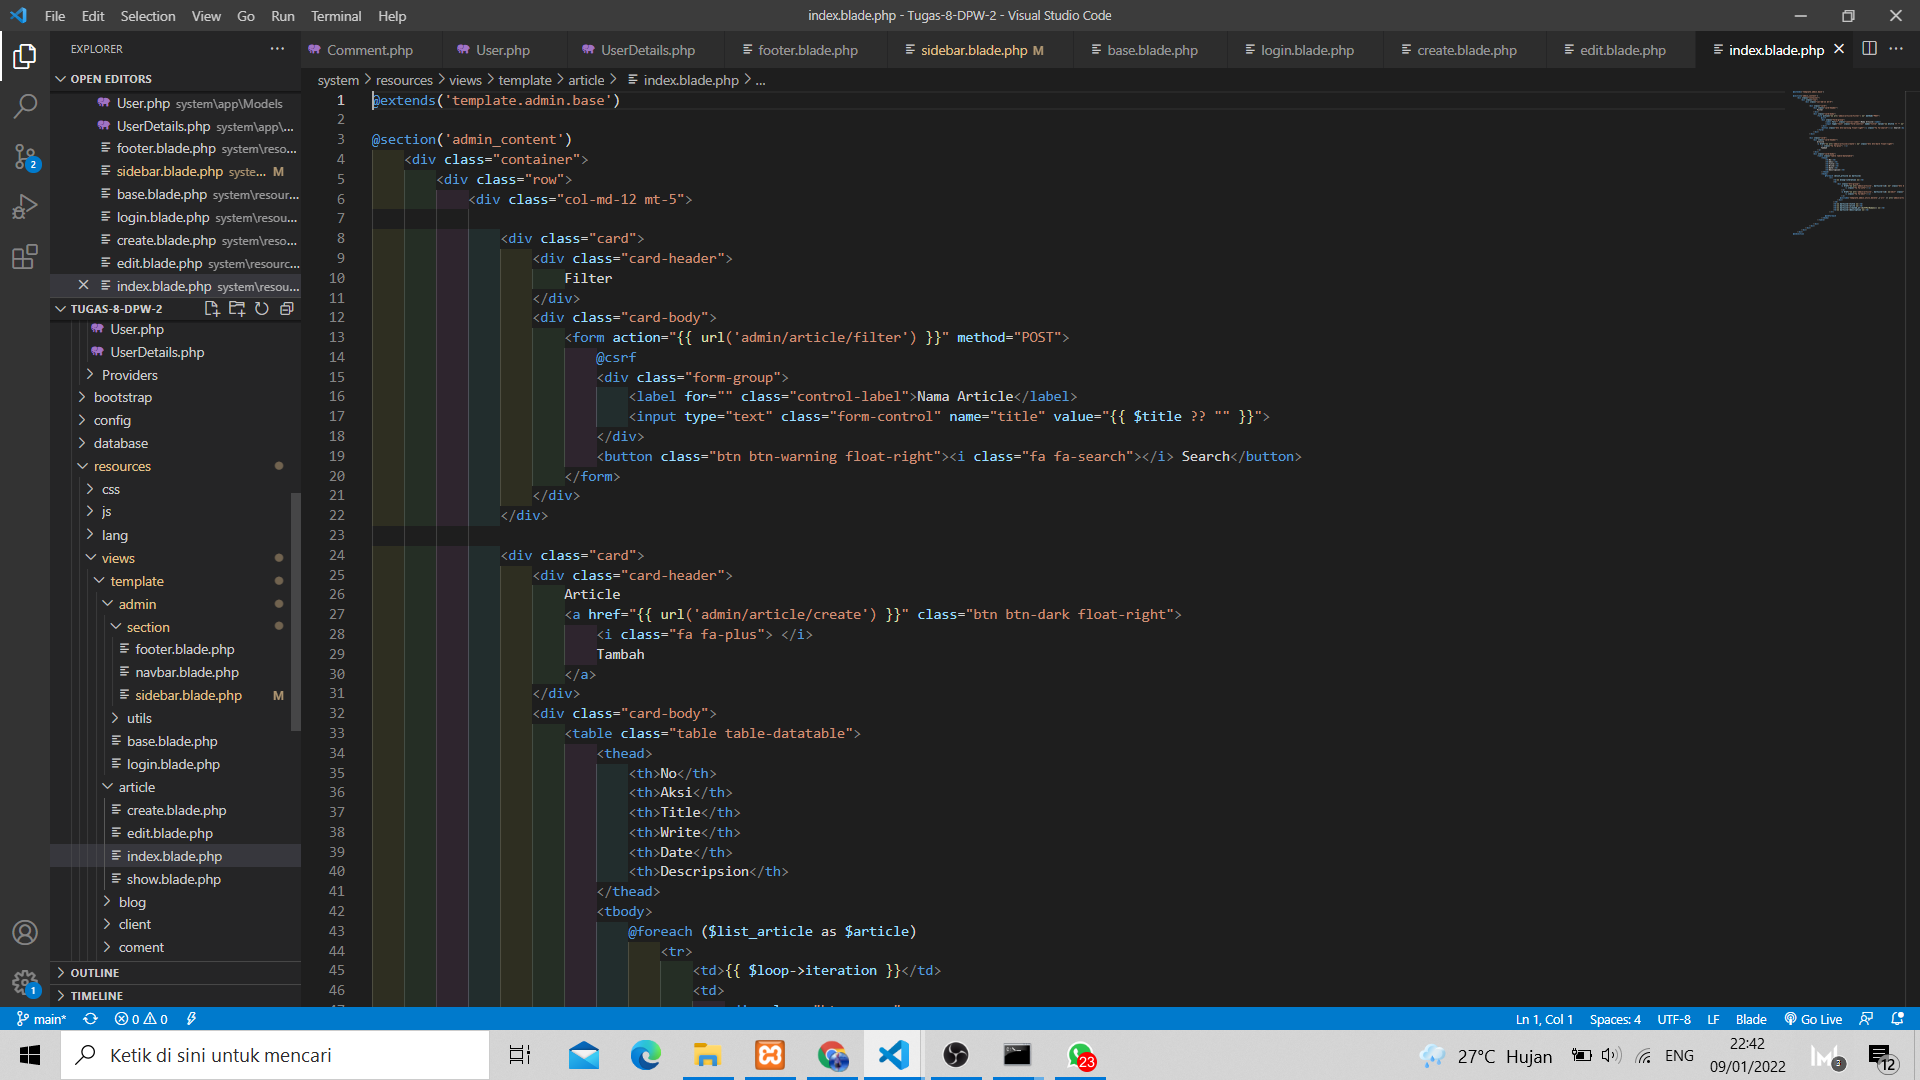 File Edit Selection View Go Run Terminal Help
index.blade.php - Tugas-8-DPW-2 - Visual Studio Code
EXPLORER
Comment.php User.php UserDetails.php footer.blade.php sidebar.blade.php M base.blade.php login.blade.php create.blade.php edit.blade.php index.blade.php
OPEN EDITORS
User.php system\app\Models
UserDetails.php system\app\...
footer.blade.php system\reso...
sidebar.blade.php syste... M
base.blade.php system\resour...
login.blade.php system\resou...
create.blade.php system\reso...
edit.blade.php system\resourc...
index.blade.php system\resou...
TUGAS-8-DPW-2
User.php
UserDetails.php
Providers
bootstrap
config
database
resources
css
js
lang
views
template
admin
section
footer.blade.php
navbar.blade.php
sidebar.blade.php M
utils
base.blade.php
login.blade.php
article
create.blade.php
edit.blade.php
index.blade.php
show.blade.php
blog
client
coment
OUTLINE
TIMELINE
2
1
system > resources > views > template > article > index.blade.php > ...
1 @extends('template.admin.base')
2
3 @section('admin_content')
4 <div class="container">
5 <div class="row">
6 <div class="col-md-12 mt-5">
7
8 <div class="card">
9 <div class="card-header">
10 Filter
11 </div>
12 <div class="card-body">
13 <form action="{{ url('admin/article/filter') }}" method="POST">
14 @csrf
15 <div class="form-group">
16 <label for="" class="control-label">Nama Article</label>
17 <input type="text" class="form-control" name="title" value="{{ $title ?? "" }}">
18 </div>
19 <button class="btn btn-warning float-right"><i class="fa fa-search"></i> Search</button>
20 </form>
21 </div>
22 </div>
23
24 <div class="card">
25 <div class="card-header">
26 Article
27 <a href="{{ url('admin/article/create') }}" class="btn btn-dark float-right">
28 <i class="fa fa-plus"> </i>
29 Tambah
30 </a>
31 </div>
32 <div class="card-body">
33 <table class="table table-datatable">
34 <thead>
35 <th>No</th>
36 <th>Aksi</th>
37 <th>Title</th>
38 <th>Write</th>
39 <th>Date</th>
40 <th>Descripsion</th>
41 </thead>
42 <tbody>
43 @foreach ($list_article as $article)
44 <tr>
45 <td>{{ $loop->iteration }}</td>
46 <td>
main* 0 0
Ln 1, Col 1 Spaces: 4 UTF-8 LF Blade Go Live
Ketik di sini untuk mencari
23
27°C Hujan ENG
22:42
09/01/2022
3
12